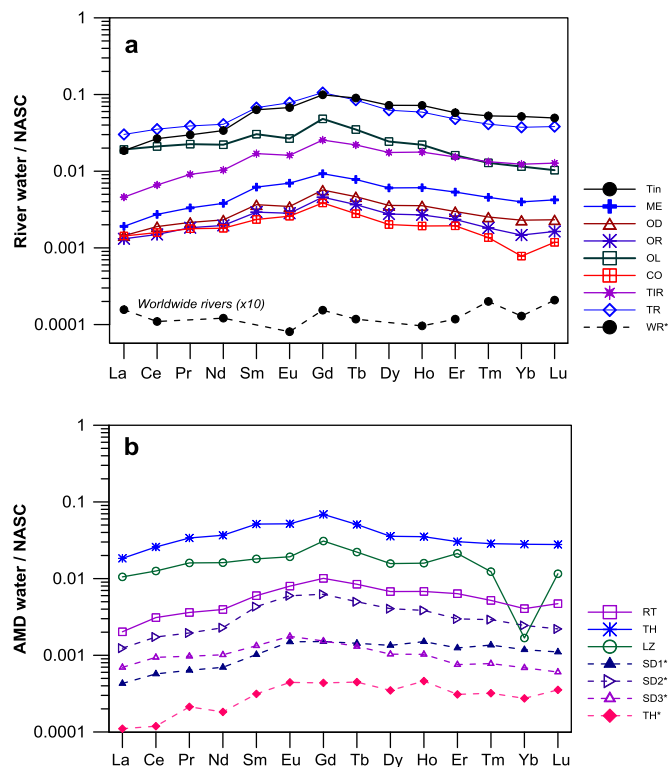 a
1
0.1
0.01
0.001
0.0001
River water / NASC
Worldwide rivers (x10)
La Ce Pr Nd Sm Eu Gd Tb Dy Ho Er Tm Yb Lu
Tin
ME
OD
OR
OL
CO
TIR
TR
WR*
b
1
0.1
0.01
0.001
0.0001
AMD water / NASC
La Ce Pr Nd Sm Eu Gd Tb Dy Ho Er Tm Yb Lu
RT
TH
LZ
SD1*
SD2*
SD3*
TH*